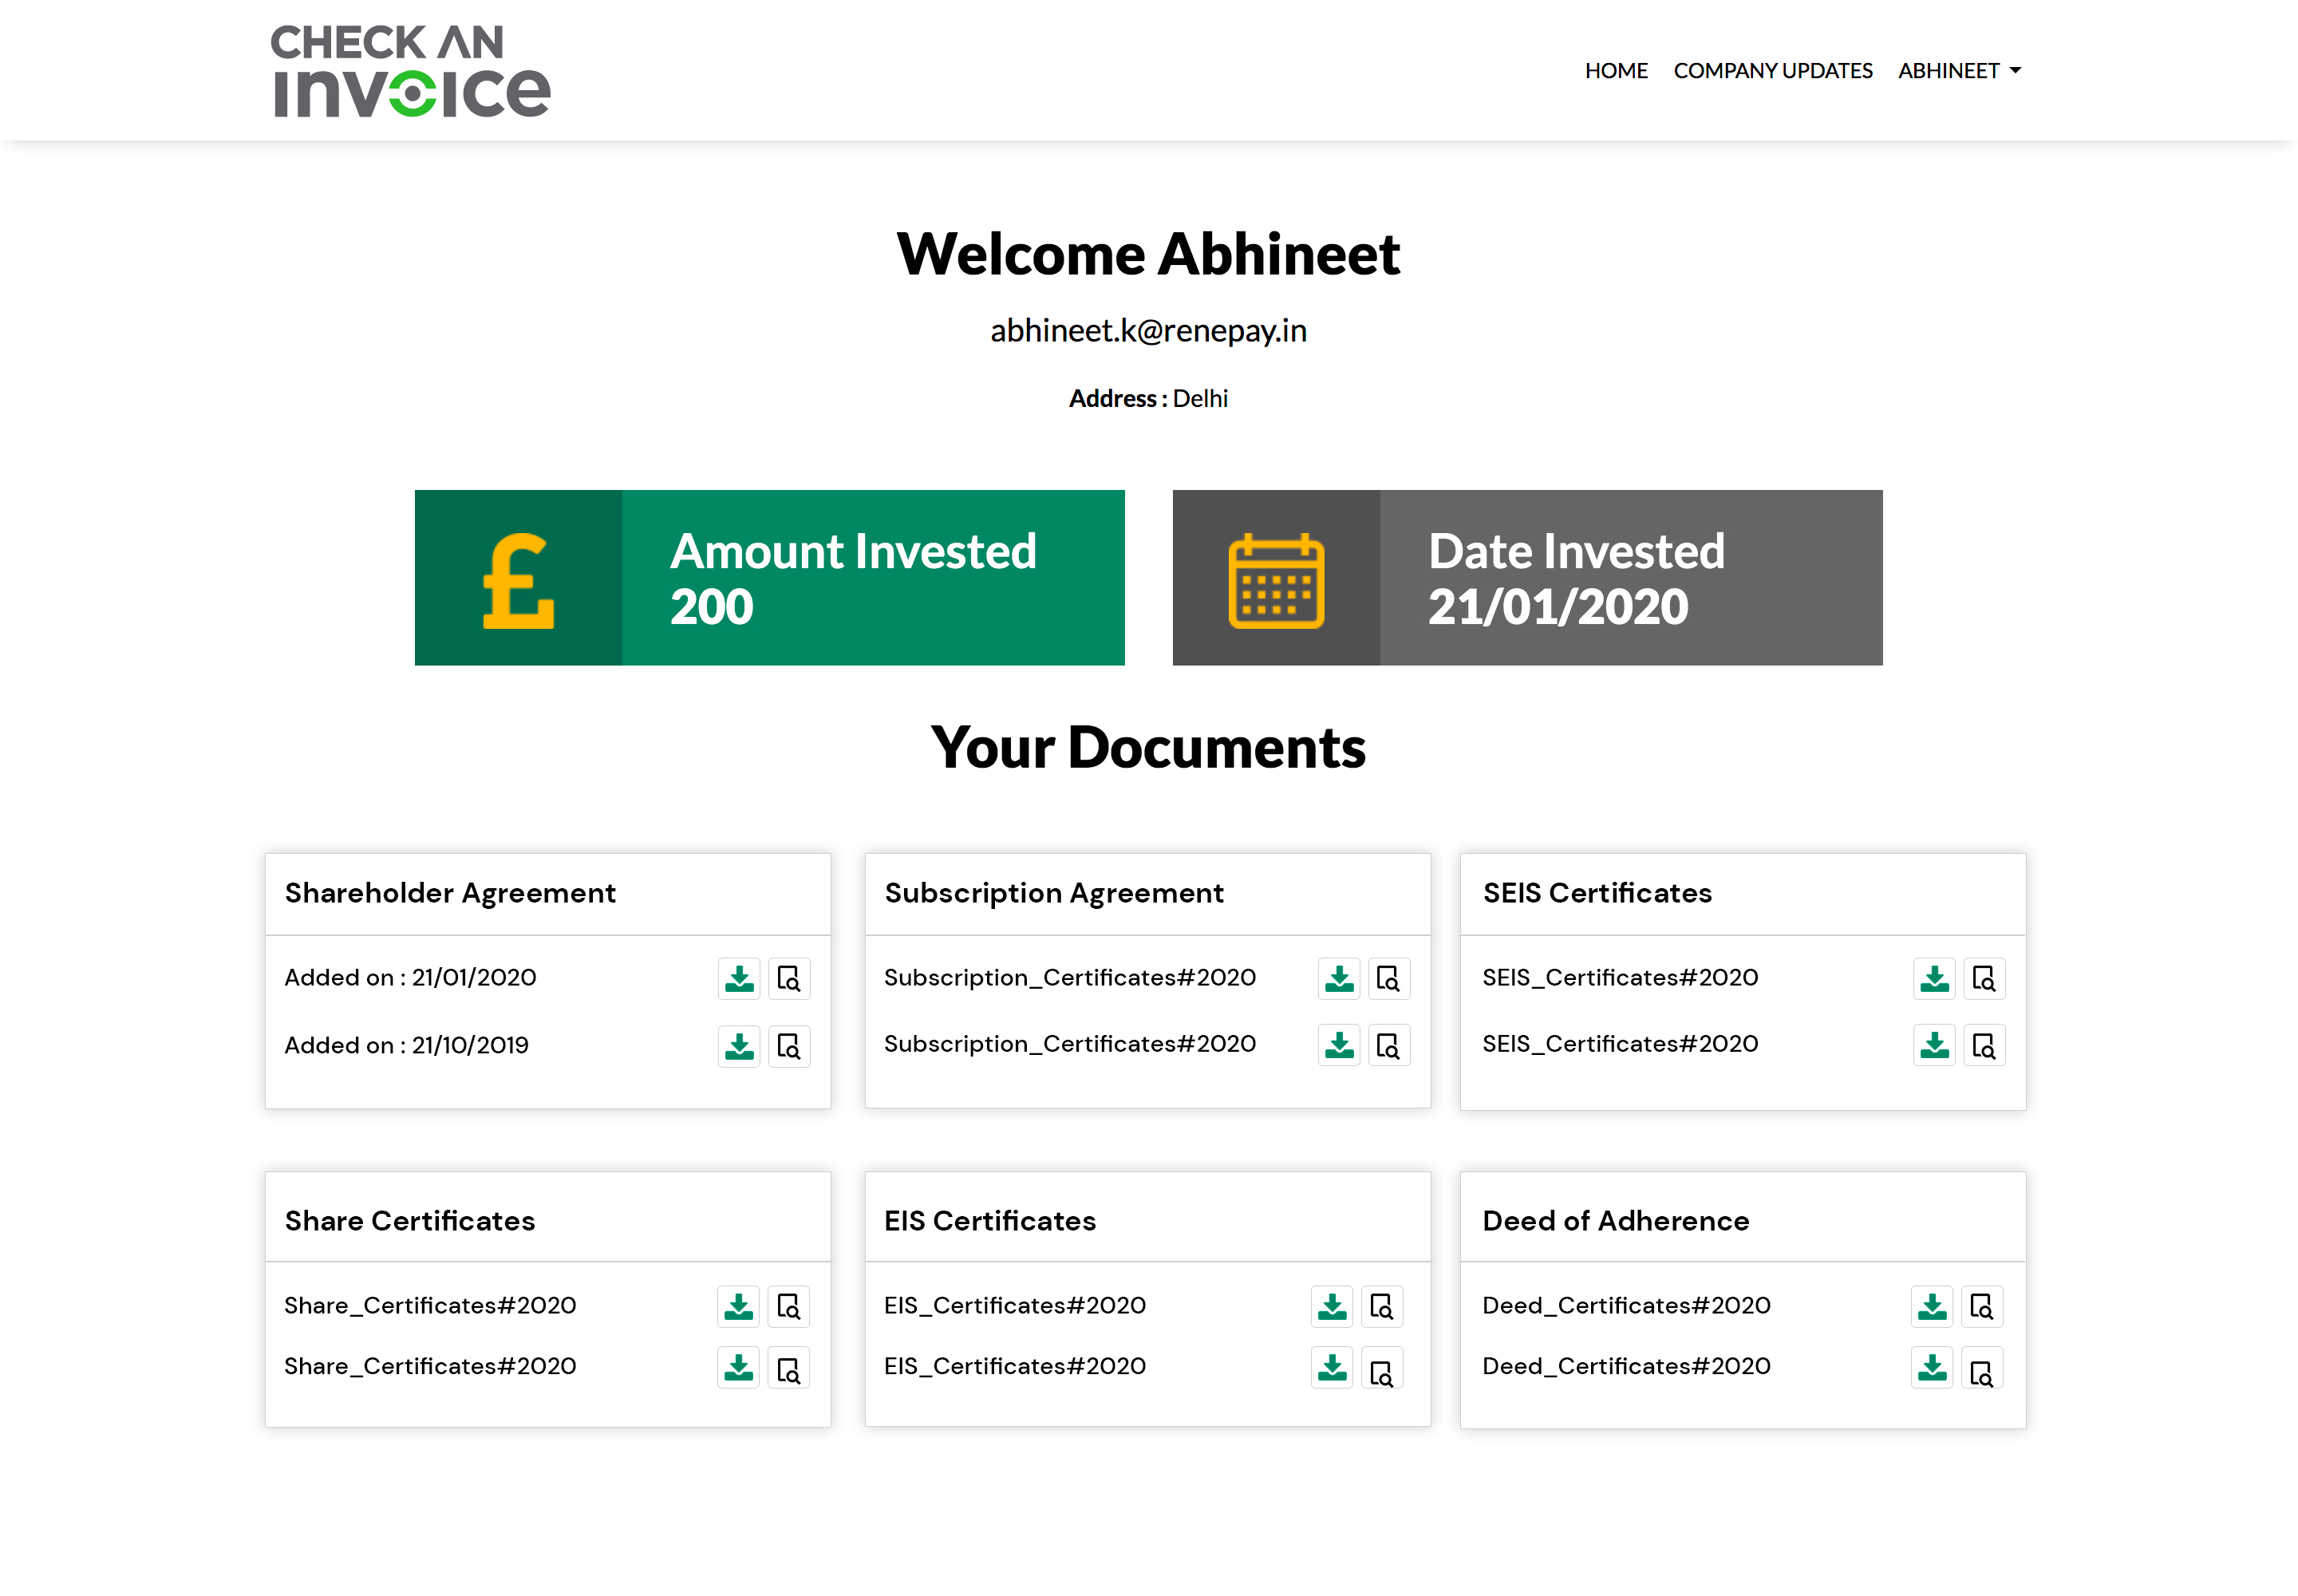 CHECK AN
invoice
HOME COMPANY UPDATES ABHINEET
Welcome Abhineet
abhineet.k@renepay.in
Address : Delhi
£
Amount Invested
200
Date Invested
21/01/2020
Your Documents
Shareholder Agreement
Added on : 21/01/2020
Added on : 21/10/2019
Subscription Agreement
Subscription_Certificates#2020
Subscription_Certificates#2020
SEIS Certificates
SEIS_Certificates#2020
SEIS_Certificates#2020
Share Certificates
Share_Certificates#2020
Share_Certificates#2020
EIS Certificates
EIS_Certificates#2020
EIS_Certificates#2020
Deed of Adherence
Deed_Certificates#2020
Deed_Certificates#2020